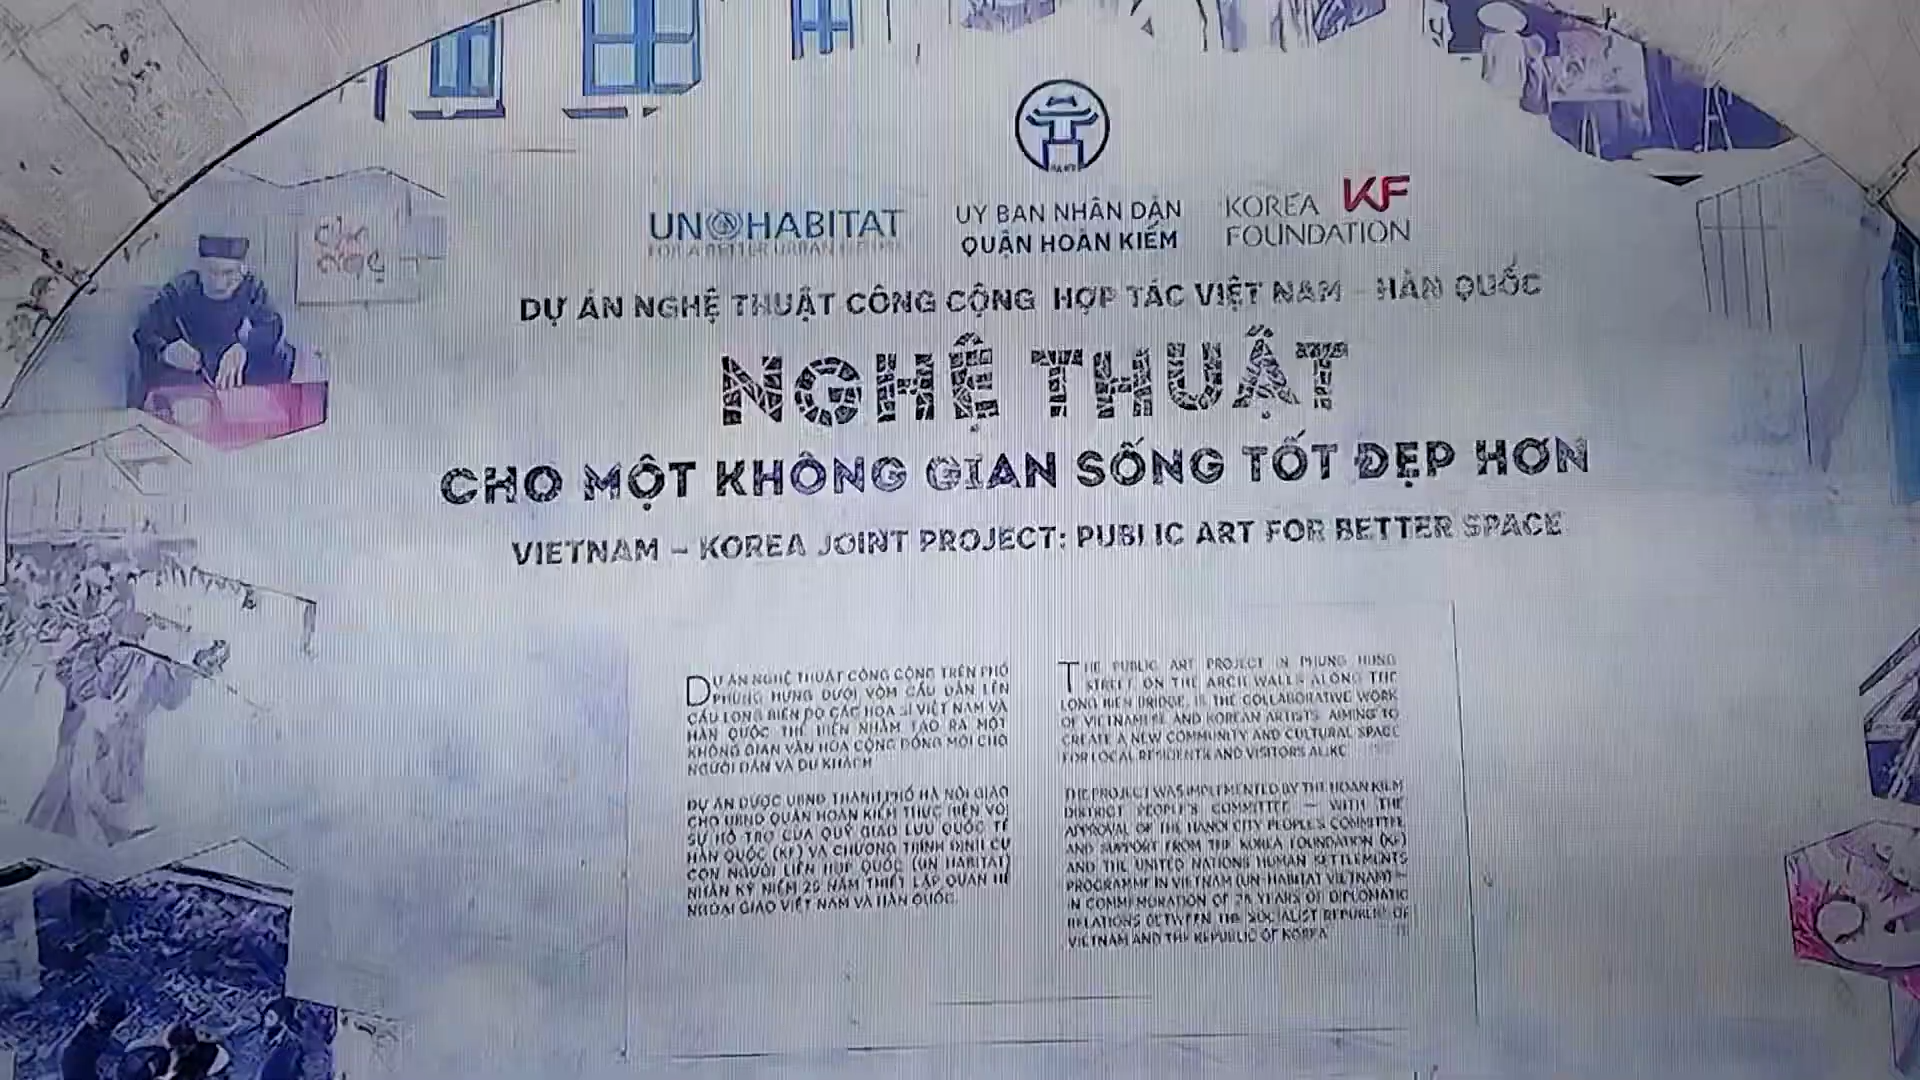 UN HABITAT
FOR A BETTER URBAN FUTURE
UỶ BAN NHÂN DÂN
QUẬN HOÀN KIẾM
KOREA KF
FOUNDATION
DỰ ÁN NGHỆ THUẬT CÔNG CỘNG HỢP TÁC VIỆT NAM – HÀN QUỐC
NGHỆ THUẬT
CHO MỘT KHÔNG GIAN SỐNG TỐT ĐẸP HƠN
VIETNAM – KOREA JOINT PROJECT: PUBLIC ART FOR BETTER SPACE
DỰ ÁN NGHỆ THUẬT CÔNG CỘNG TRÊN PHỐ
PHÙNG HƯNG DƯỚI VÒM CẦU DẪN LÊN
CẦU LONG BIÊN DO CÁC HỌA SĨ VIỆT NAM VÀ
HÀN QUỐC THỂ HIỆN NHẰM TẠO RA MỘT
KHÔNG GIAN VĂN HÓA CỘNG ĐỒNG MỚI CHO
NGƯỜI DÂN VÀ DU KHÁCH
DỰ ÁN ĐƯỢC UBND THÀNH PHỐ HÀ NỘI GIAO
CHO UBND QUẬN HOÀN KIẾM THỰC HIỆN VỚI
SỰ HỖ TRỢ CỦA QUỸ GIAO LƯU QUỐC TẾ
HÀN QUỐC (KF) VÀ CHƯƠNG TRÌNH ĐỊNH CƯ
CON NGƯỜI LIÊN HỢP QUỐC (UN HABITAT)
NHÂN KỶ NIỆM 25 NĂM THIẾT LẬP QUAN HỆ
NGOẠI GIAO VIỆT NAM VÀ HÀN QUỐC.
THE PUBLIC ART PROJECT IN PHUNG HUNG
STREET ON THE ARCH WALLS ALONG THE
LONG BIEN BRIDGE, IS THE COLLABORATIVE WORK
OF VIETNAMESE AND KOREAN ARTISTS AIMING TO
CREATE A NEW COMMUNITY AND CULTURAL SPACE
FOR LOCAL RESIDENTS AND VISITORS ALIKE
THE PROJECT WAS IMPLEMENTED BY THE HOAN KIEM
DISTRICT PEOPLE'S COMMITTEE – WITH THE
APPROVAL OF THE HANOI CITY PEOPLE'S COMMITTEE
AND SUPPORT FROM THE KOREA FOUNDATION (KF)
AND THE UNITED NATIONS HUMAN SETTLEMENTS
PROGRAMME IN VIETNAM (UN-HABITAT VIETNAM) –
IN COMMEMORATION OF 25 YEARS OF DIPLOMATIC
RELATIONS BETWEEN THE SOCIALIST REPUBLIC OF
VIETNAM AND THE REPUBLIC OF KOREA